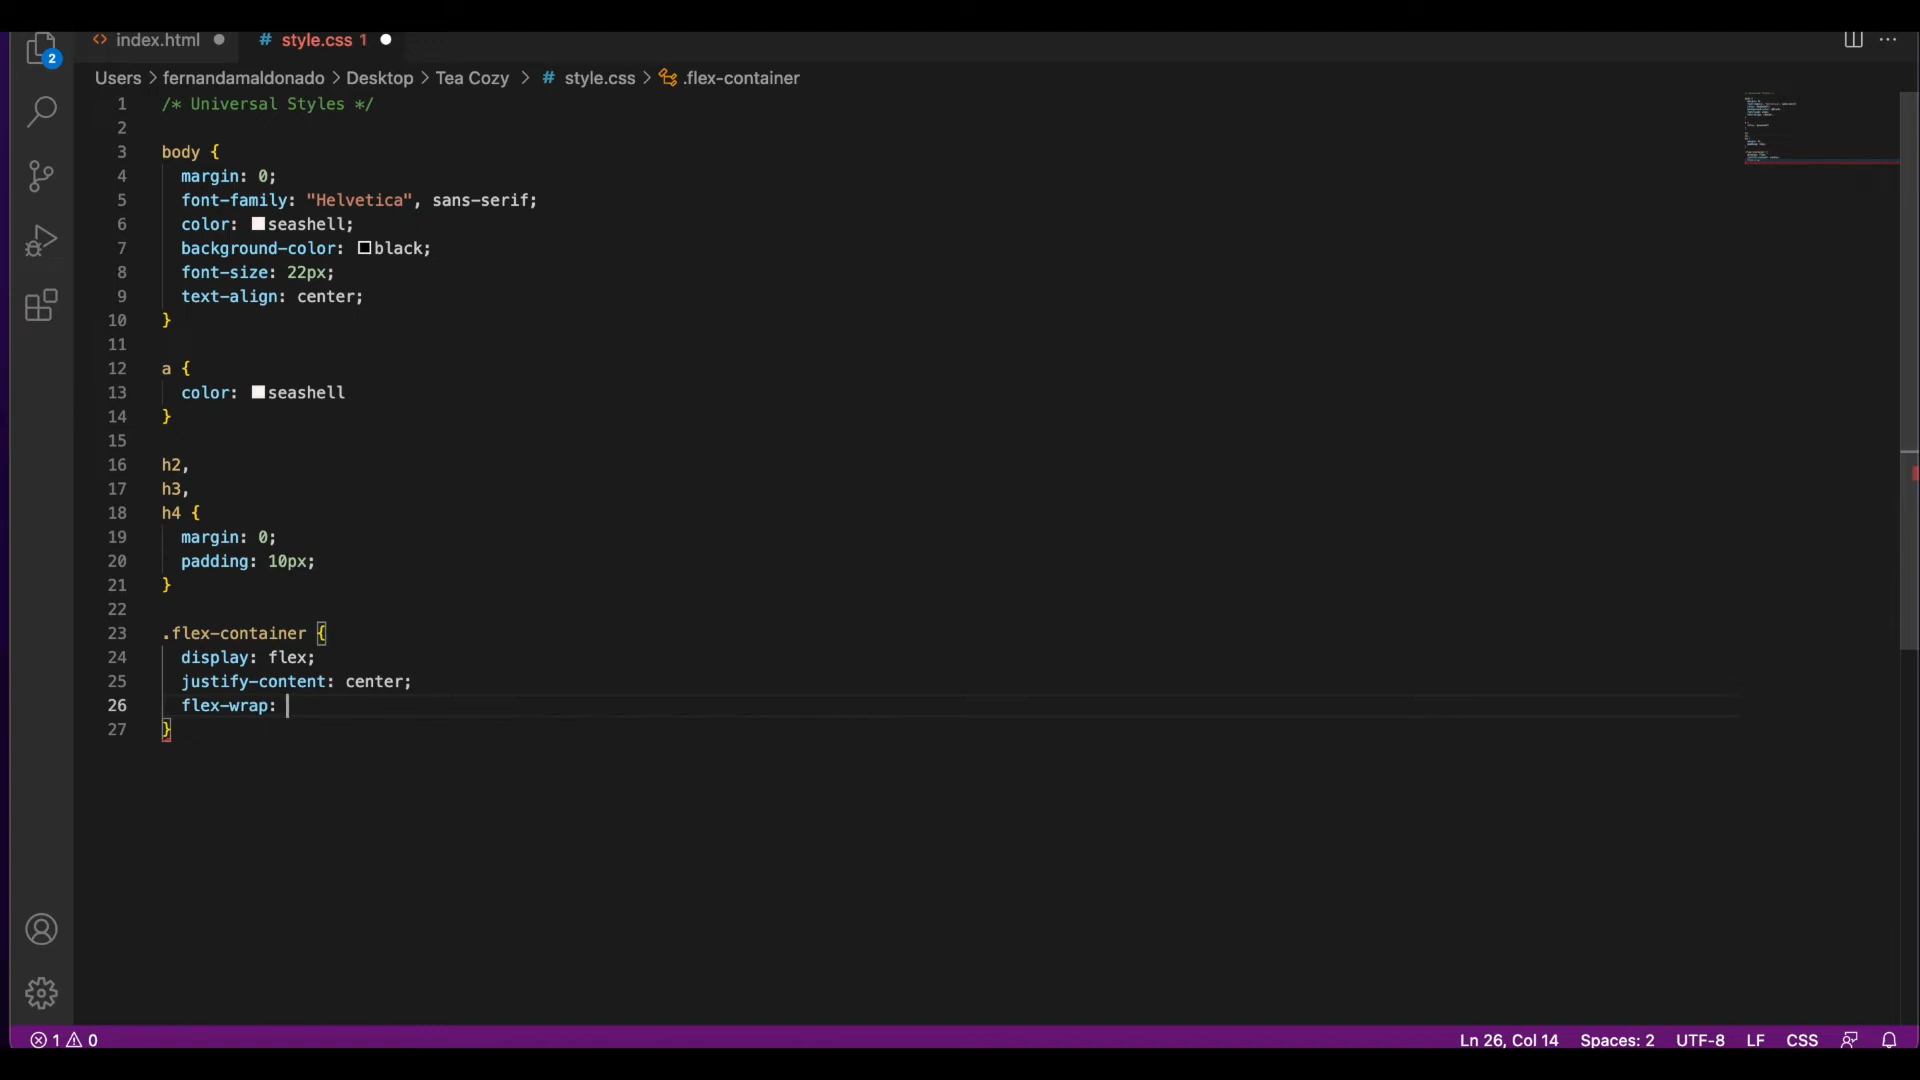 index.html
style.css 1
2
Users > fernandamaldonado > Desktop > Tea Cozy > # style.css > .flex-container
1 /* Universal Styles */
2
3 body {
4 margin: 0;
5 font-family: "Helvetica", sans-serif;
6 color: seashell;
7 background-color: black;
8 font-size: 22px;
9 text-align: center;
10 }
11
12 a {
13 color: seashell
14 }
15
16 h2,
17 h3,
18 h4 {
19 margin: 0;
20 padding: 10px;
21 }
22
23 .flex-container {
24 display: flex;
25 justify-content: center;
26 flex-wrap:
27 }
1 0 Ln 26, Col 14 Spaces: 2 UTF-8 LF CSS